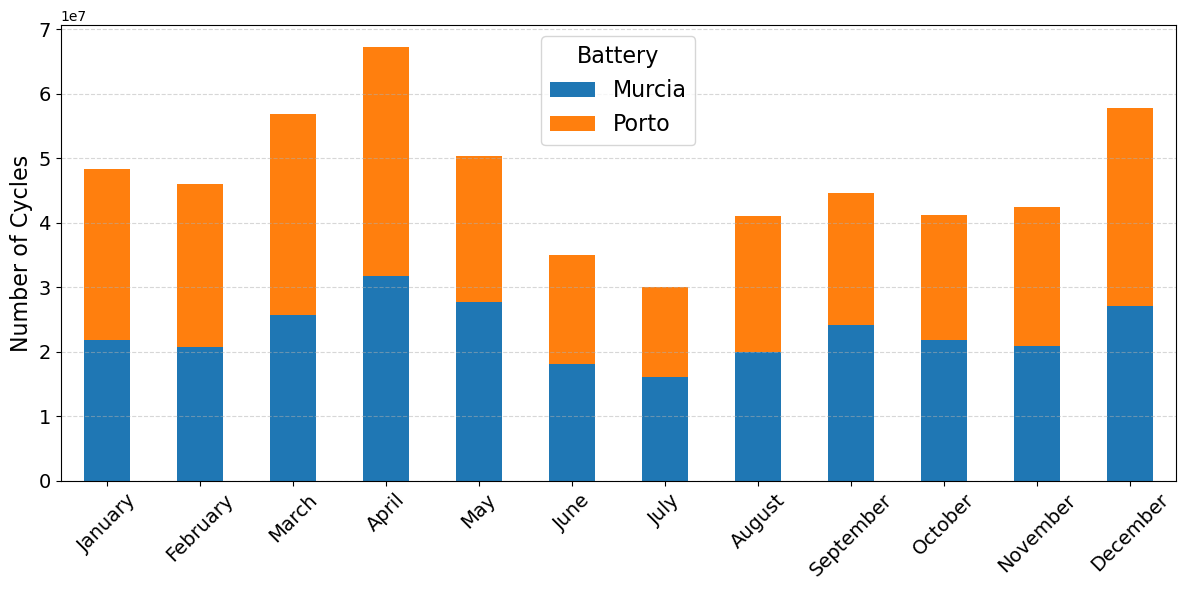 1e7
7
6
5
4
3
2
1
0
Number of Cycles
Battery
Murcia
Porto
January
February
March
April
May
June
July
August
September
October
November
December